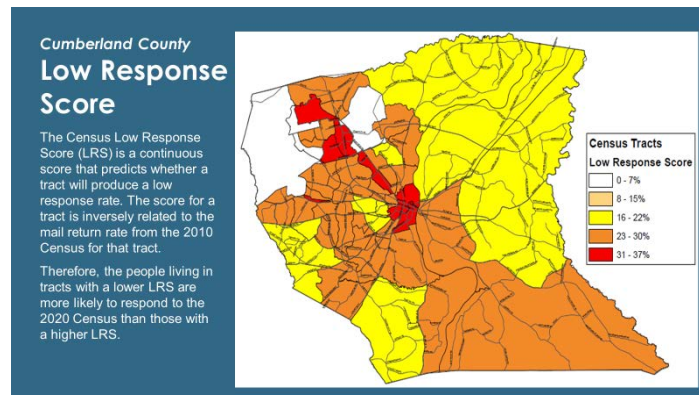 Cumberland County
Low Response
Score
The Census Low Response
Score (LRS) is a continuous
score that predicts whether a
tract will produce a low
response rate. The score for a
tract is inversely related to the
mail return rate from the 2010
Census for that tract.
Therefore, the people living in
tracts with a lower LRS are
more likely to respond to the
2020 Census than those with
a higher LRS.
Census Tracts
Low Response Score
0 - 7%
8 - 15%
16 - 22%
23 - 30%
31 - 37%